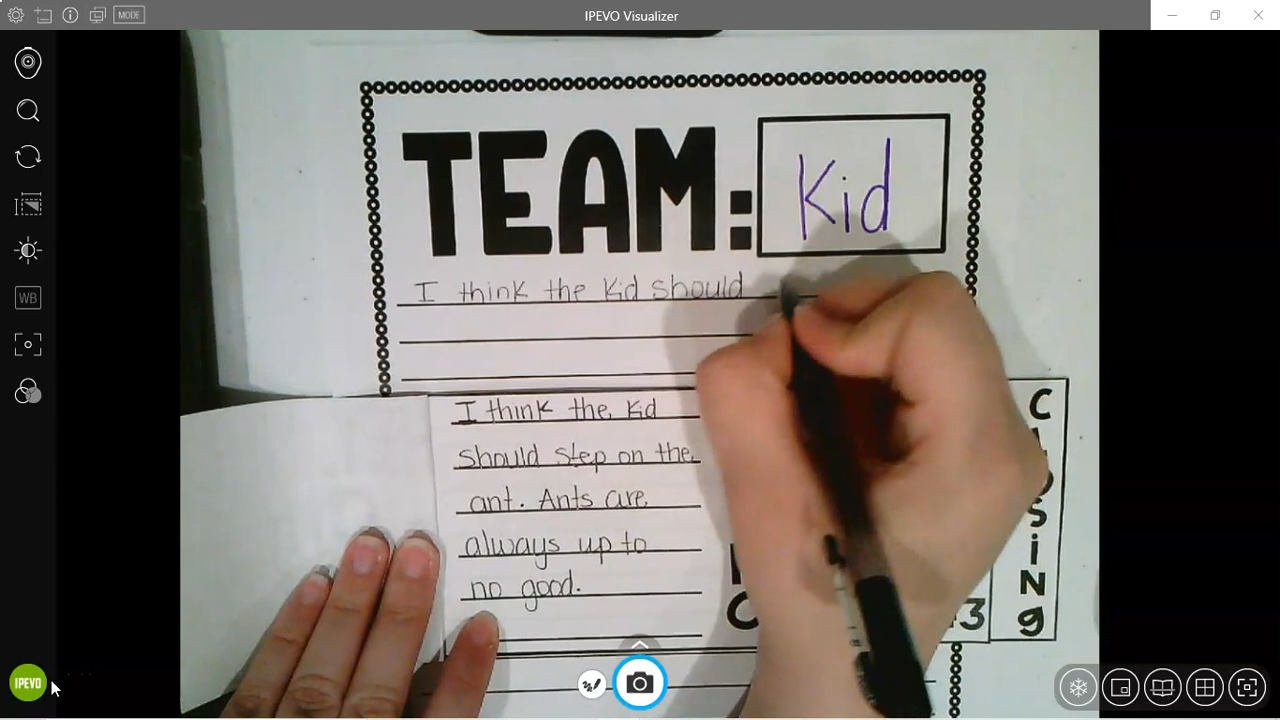 MODE
IPEVO Visualizer
WB
TEAM: Kid
I think the Kid should
I think the Kid
should step on the
ant. Ants are
always up to
no good.
CLOSiNg
3
IPEVO